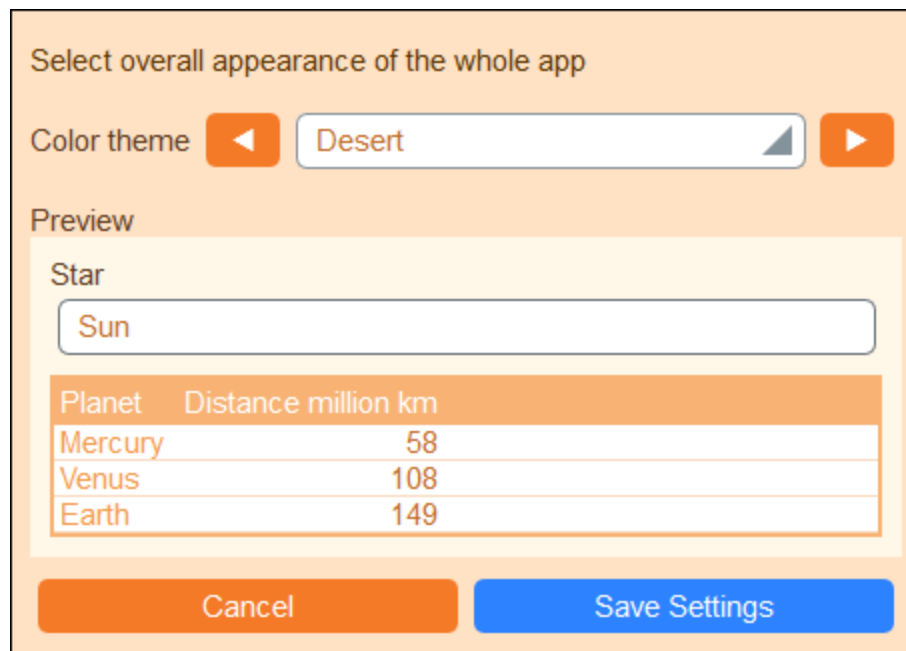 Select overall appearance of the whole app
Color theme Desert
Preview
Star
Sun
Planet Distance million km
Mercury 58
Venus 108
Earth 149
Cancel Save Settings